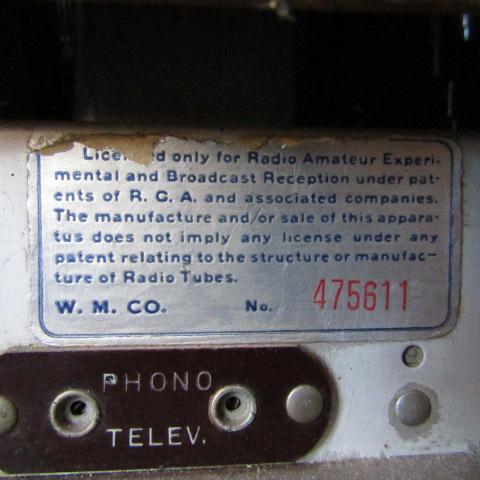 only for Radio Amateur Experi-
mental and Broadcast Reception under pat-
ents of R. C. A. and associated companies.
The manufacture and/or sale of this appara-
tus does not imply any license under any
patent relating to the structure or manufac-
ture of Radio Tubes.
W. M. CO. No. 475611
PHONO
TELEV.